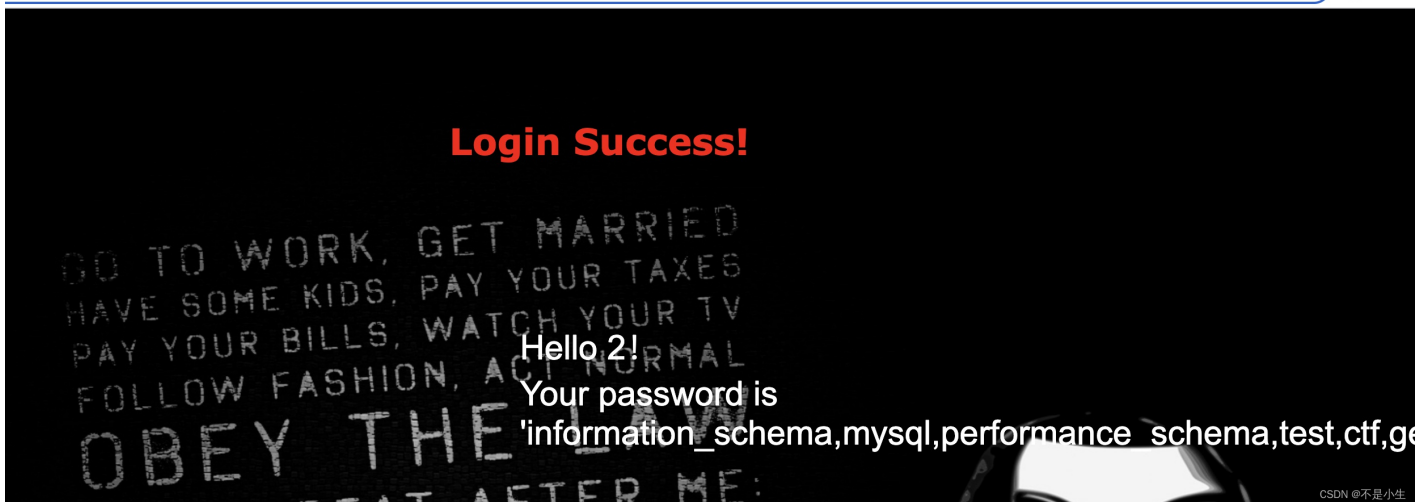 Login Success!
GO TO WORK, GET MARRIED
HAVE SOME KIDS, PAY YOUR TAXES
PAY YOUR BILLS, WATCH YOUR TV
FOLLOW FASHION, ACT NORMAL
OBEY THE LAW
AFTER ME:
Hello 2!
Your password is
'information_schema,mysql,performance_schema,test,ctf,ge
CSDN @不是小生